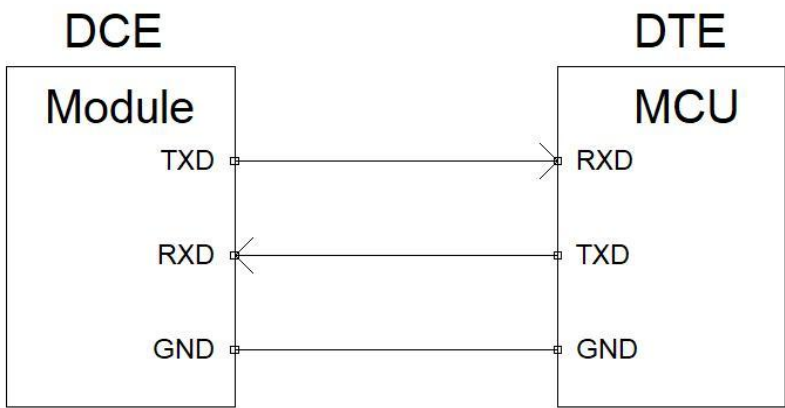 DCE DTE
Module MCU
TXD RXD
RXD TXD
GND GND